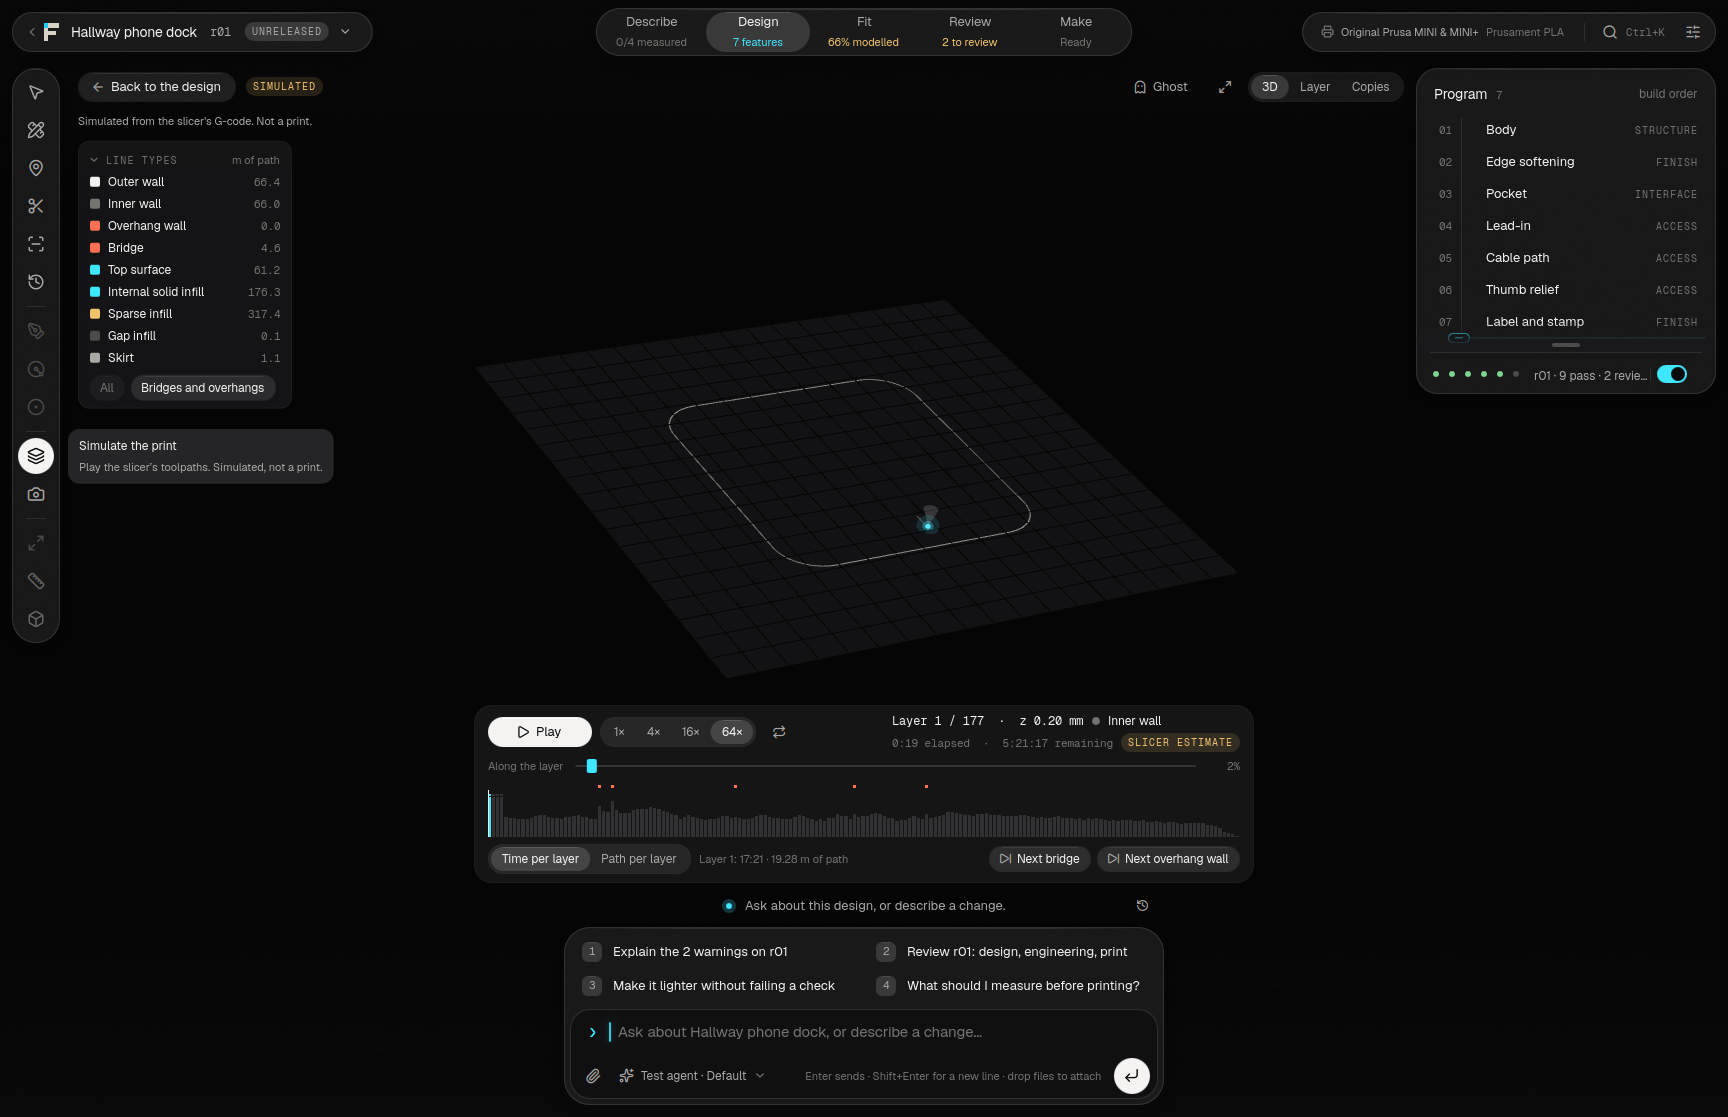 Hallway phone dock r01 UNRELEASED
Describe
0/4 measured
Design
7 features
Fit
66% modelled
Review
2 to review
Make
Ready
Original Prusa MINI & MINI+ Prusament PLA
Ctrl+K
Back to the design
SIMULATED
Simulated from the slicer's G-code. Not a print.
Ghost
3D Layer Copies
LINE TYPES m of path
Outer wall 66.4
Inner wall 66.0
Overhang wall 0.0
Bridge 4.6
Top surface 61.2
Internal solid infill 176.3
Sparse infill 317.4
Gap infill 0.1
Skirt 1.1
All Bridges and overhangs
Simulate the print
Play the slicer's toolpaths. Simulated, not a print.
Program 7 build order
01 Body STRUCTURE
02 Edge softening FINISH
03 Pocket INTERFACE
04 Lead-in ACCESS
05 Cable path ACCESS
06 Thumb relief ACCESS
07 Label and stamp FINISH
r01 · 9 pass · 2 revie...
Play
1× 4× 16× 64×
Layer 1 / 177 · z 0.20 mm Inner wall
0:19 elapsed · 5:21:17 remaining SLICER ESTIMATE
Along the layer 2%
Time per layer Path per layer Layer 1: 17:21 · 19.28 m of path
Next bridge Next overhang wall
Ask about this design, or describe a change.
1 Explain the 2 warnings on r01
2 Review r01: design, engineering, print
3 Make it lighter without failing a check
4 What should I measure before printing?
Ask about Hallway phone dock, or describe a change...
Test agent · Default
Enter sends · Shift+Enter for a new line · drop files to attach